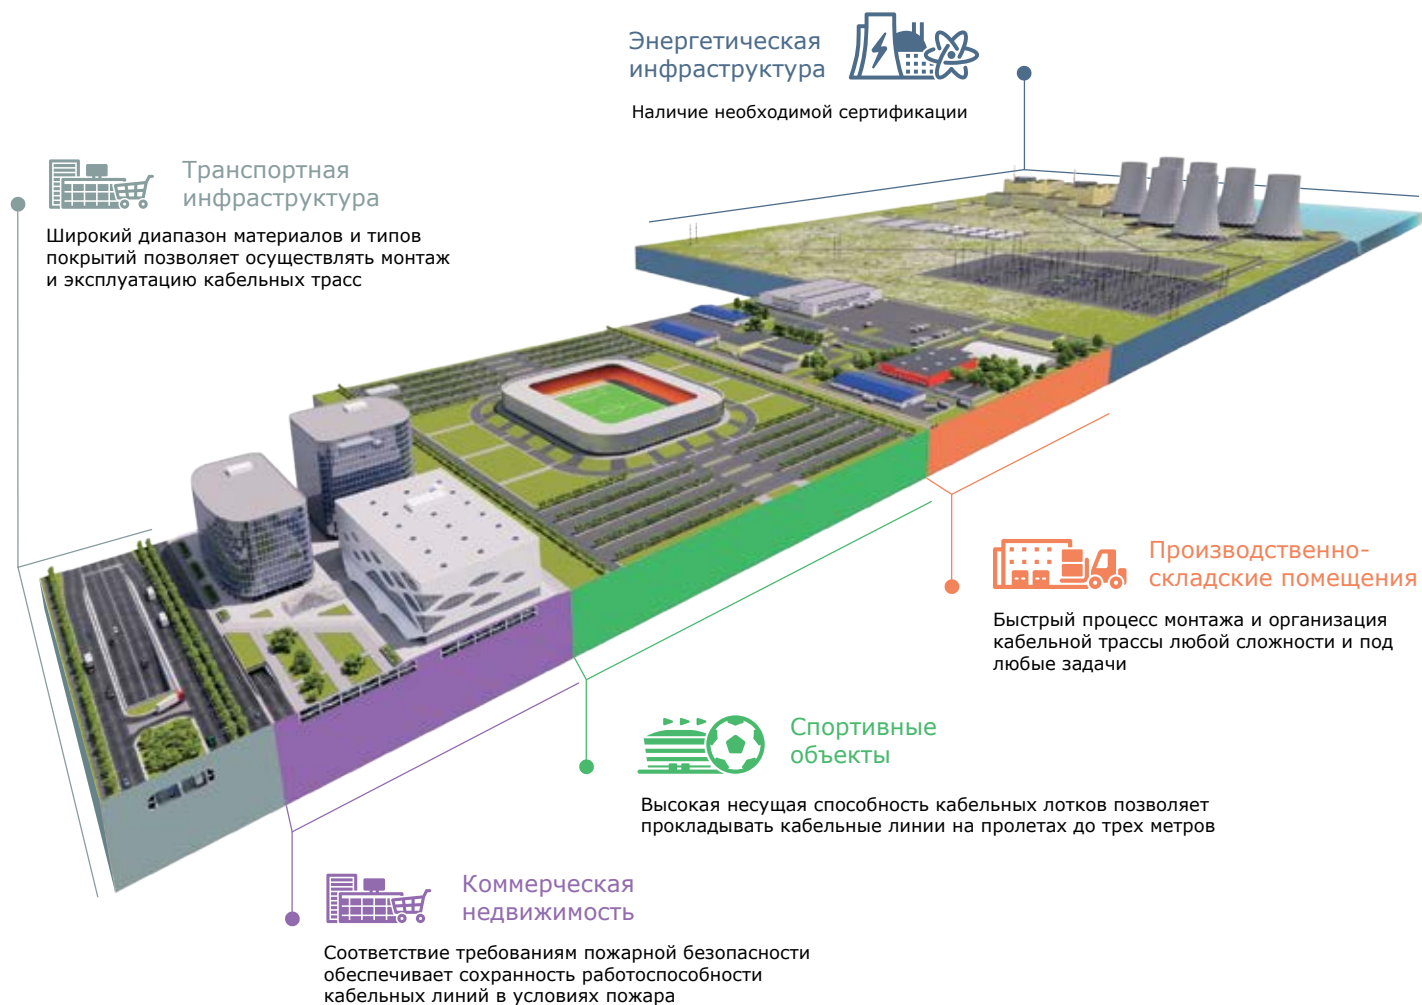 Энергетическая
инфраструктура
Наличие необходимой сертификации
Транспортная
инфраструктура
Широкий диапазон материалов и типов
покрытий позволяет осуществлять монтаж
и эксплуатацию кабельных трасс
Производственно-
складские помещения
Быстрый процесс монтажа и организация
кабельной трассы любой сложности и под
любые задачи
Спортивные
объекты
Высокая несущая способность кабельных лотков позволяет
прокладывать кабельные линии на пролетах до трех метров
Коммерческая
недвижимость
Соответствие требованиям пожарной безопасности
обеспечивает сохранность работоспособности
кабельных линий в условиях пожара